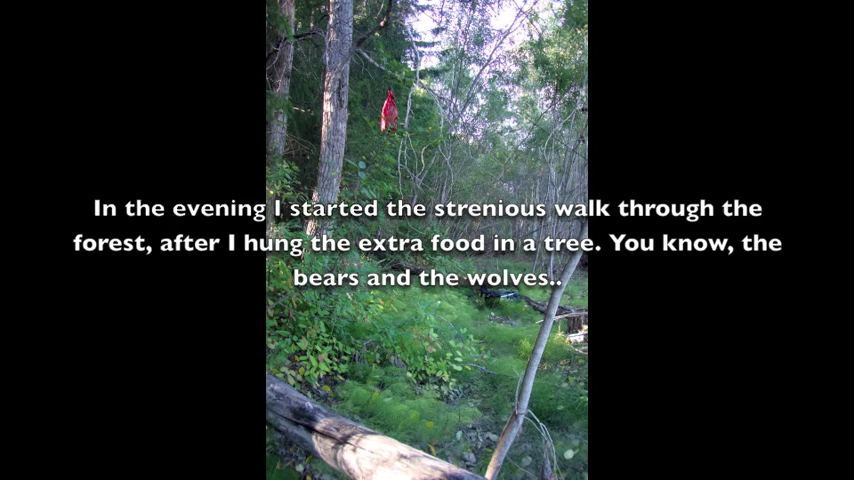 In the evening I started the strenious walk through the
forest, after I hung the extra food in a tree. You know, the
bears and the wolves..